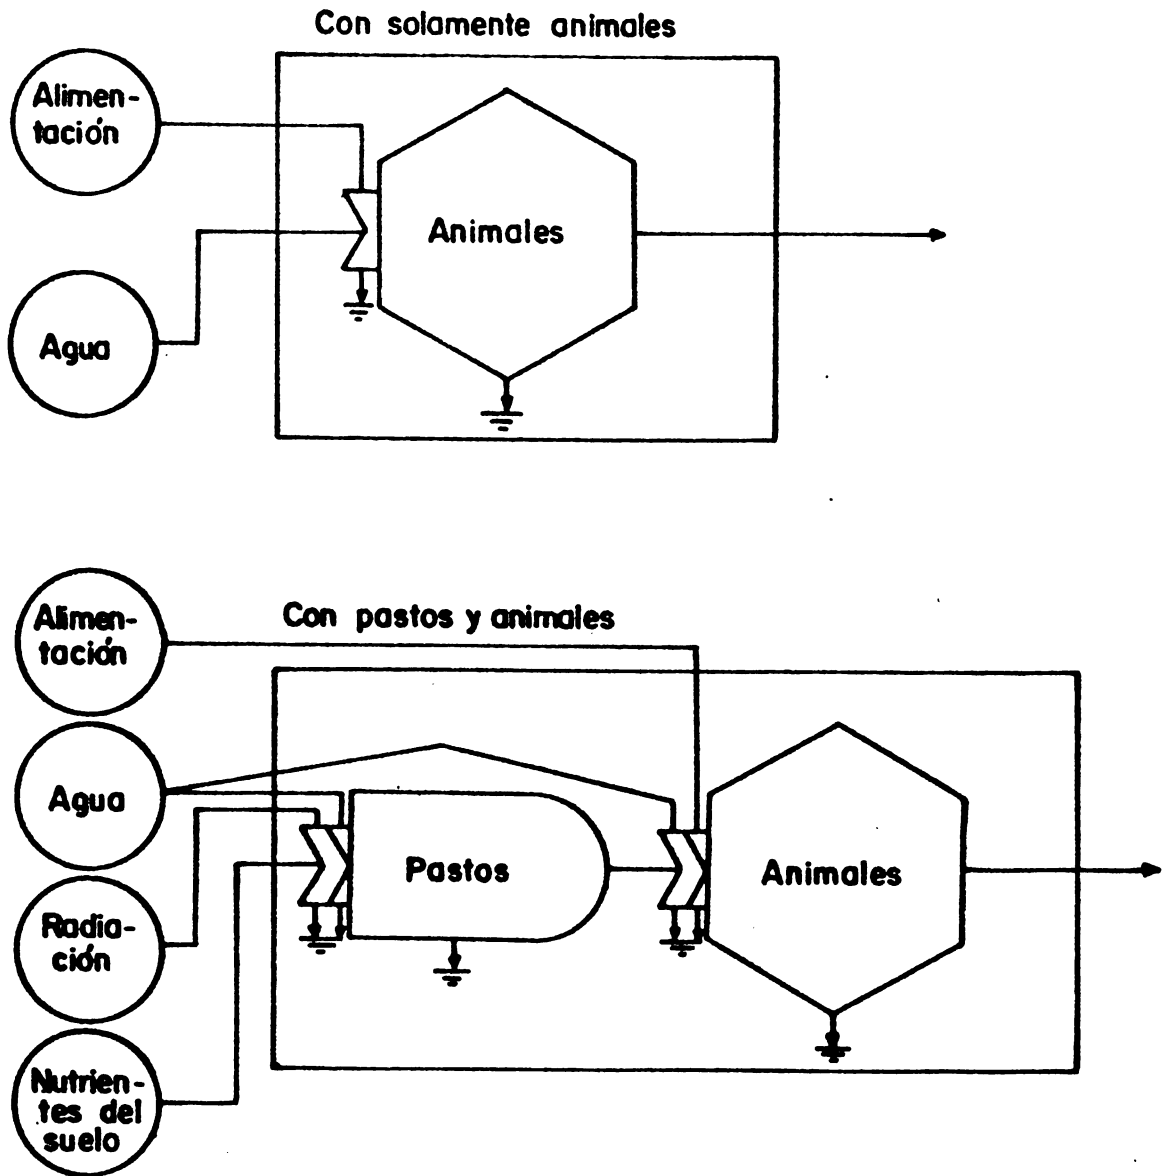 Con solamente animales
Alimen-
tación
Animales
Agua
Con pastos y animales
Alimen-
tación
Agua
Pastos
Animales
Radia-
ción
Nutrien-
tes del
suelo